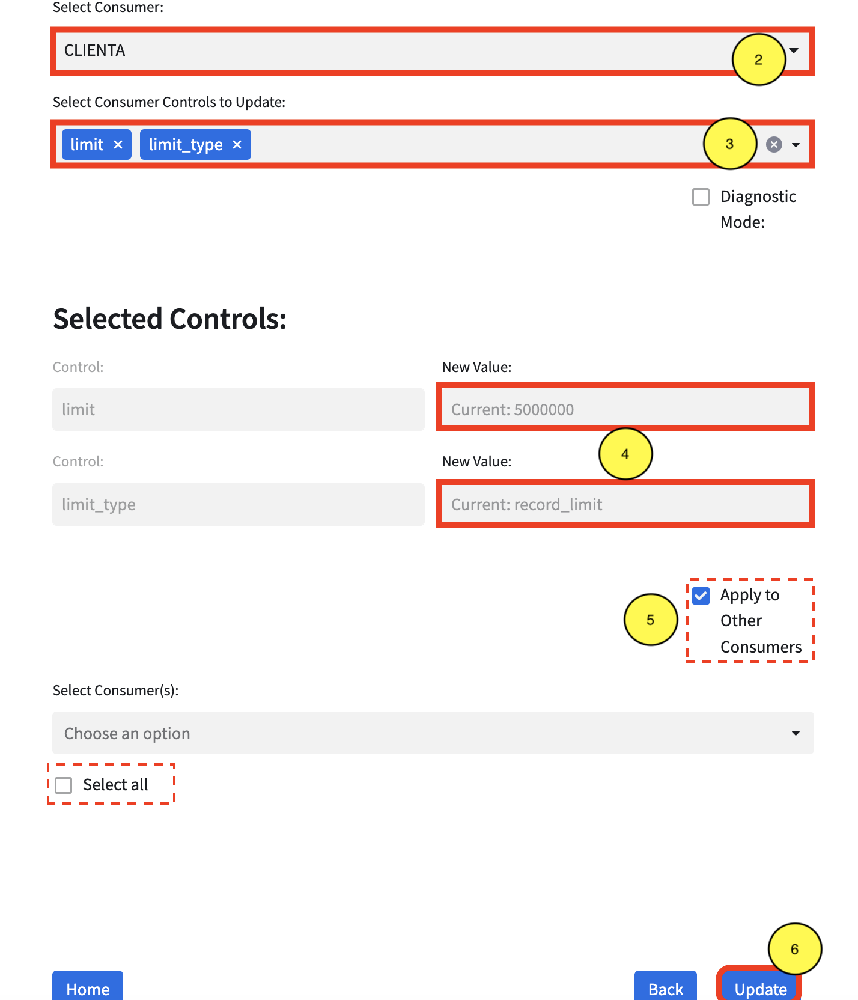 Select Consumer:
CLIENTA
2
Select Consumer Controls to Update:
limit × limit_type ×
3
Diagnostic
Mode:
Selected Controls:
Control:
New Value:
limit
Current: 5000000
4
Control:
New Value:
limit_type
Current: record_limit
5
Apply to
Other
Consumers
Select Consumer(s):
Choose an option
Select all
6
Home
Back
Update